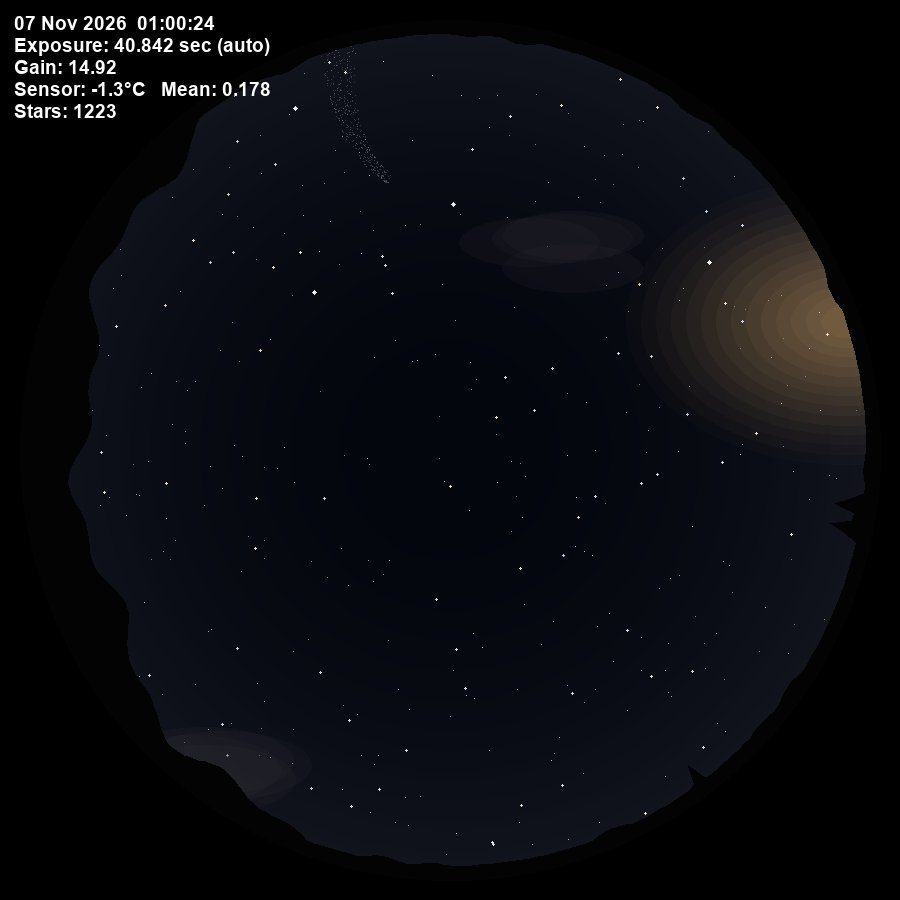 07 Nov 2026  01:00:24
Exposure: 40.842 sec (auto)
Gain: 14.92
Sensor: -1.3°C   Mean: 0.178
Stars: 1223